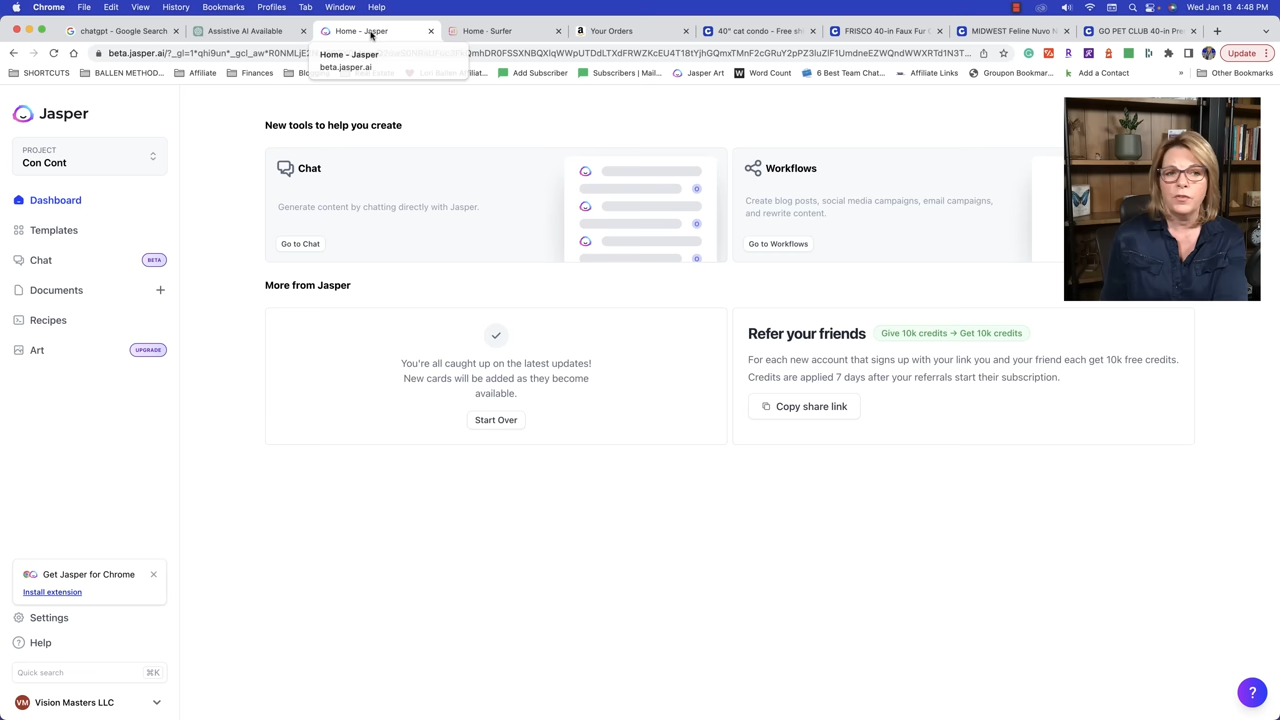 Chrome File Edit View History Bookmarks Profiles Tab Window Help
Wed Jan 18 4:48 PM
chatgpt - Google Search
Assistive AI Available
Home - Jasper
Home · Surfer
Your Orders
40" cat condo - Free sh
FRISCO 40-in Faux Fur C
MIDWEST Feline Nuvo N
GO PET CLUB 40-in Pre
Update
Home - Jasper
beta.jasper.ai
SHORTCUTS
BALLEN METHOD...
Affiliate
Finances
Add Subscriber
Subscribers | Mail...
Jasper Art
Word Count
6 Best Team Chat...
Affiliate Links
Groupon Bookmar...
Add a Contact
»
Other Bookmarks
Jasper
PROJECT
Con Cont
Dashboard
Templates
Chat BETA
Documents +
Recipes
Art UPGRADE
Get Jasper for Chrome
Install extension
Settings
Help
Quick search ⌘K
VM Vision Masters LLC
New tools to help you create
Chat
Generate content by chatting directly with Jasper.
Go to Chat
Workflows
Create blog posts, social media campaigns, email campaigns,
and rewrite content.
Go to Workflows
More from Jasper
You're all caught up on the latest updates!
New cards will be added as they become
available.
Start Over
Refer your friends Give 10k credits → Get 10k credits
For each new account that signs up with your link you and your friend each get 10k free credits.
Credits are applied 7 days after your referrals start their subscription.
Copy share link
?